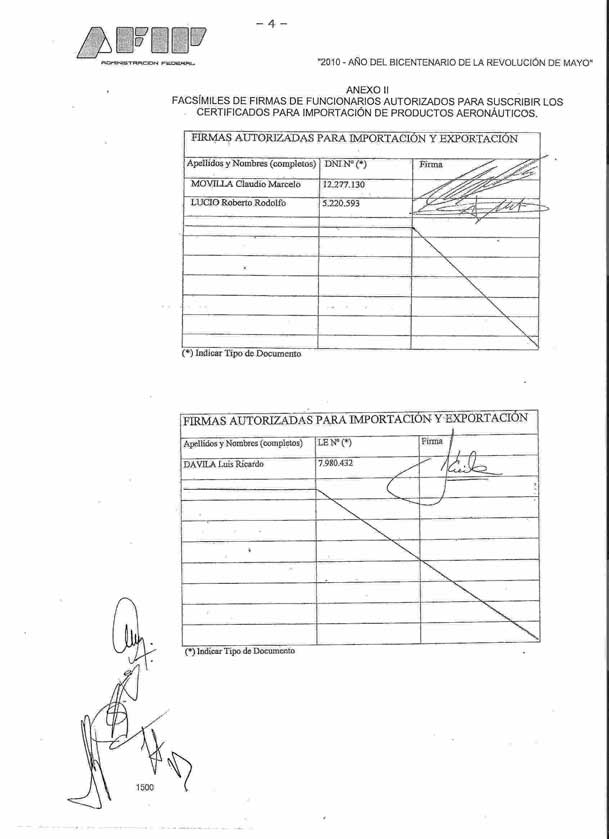 - 4 -
AFIP
ADMINISTRACION FEDERAL
"2010 - AÑO DEL BICENTENARIO DE LA REVOLUCIÓN DE MAYO"
ANEXO II
FACSÍMILES DE FIRMAS DE FUNCIONARIOS AUTORIZADOS PARA SUSCRIBIR LOS
CERTIFICADOS PARA IMPORTACIÓN DE PRODUCTOS AERONÁUTICOS.
FIRMAS AUTORIZADAS PARA IMPORTACIÓN Y EXPORTACIÓN
Apellidos y Nombres (completos) DNI Nº (*) Firma
MOVILLA Claudio Marcelo 12.277.130
LUCIO Roberto Rodolfo 5.220.593
(*) Indicar Tipo de Documento
FIRMAS AUTORIZADAS PARA IMPORTACIÓN Y EXPORTACIÓN
Apellidos y Nombres (completos) LE Nº (*) Firma
DAVILA Luis Ricardo 7.980.432
(*) Indicar Tipo de Documento
1500